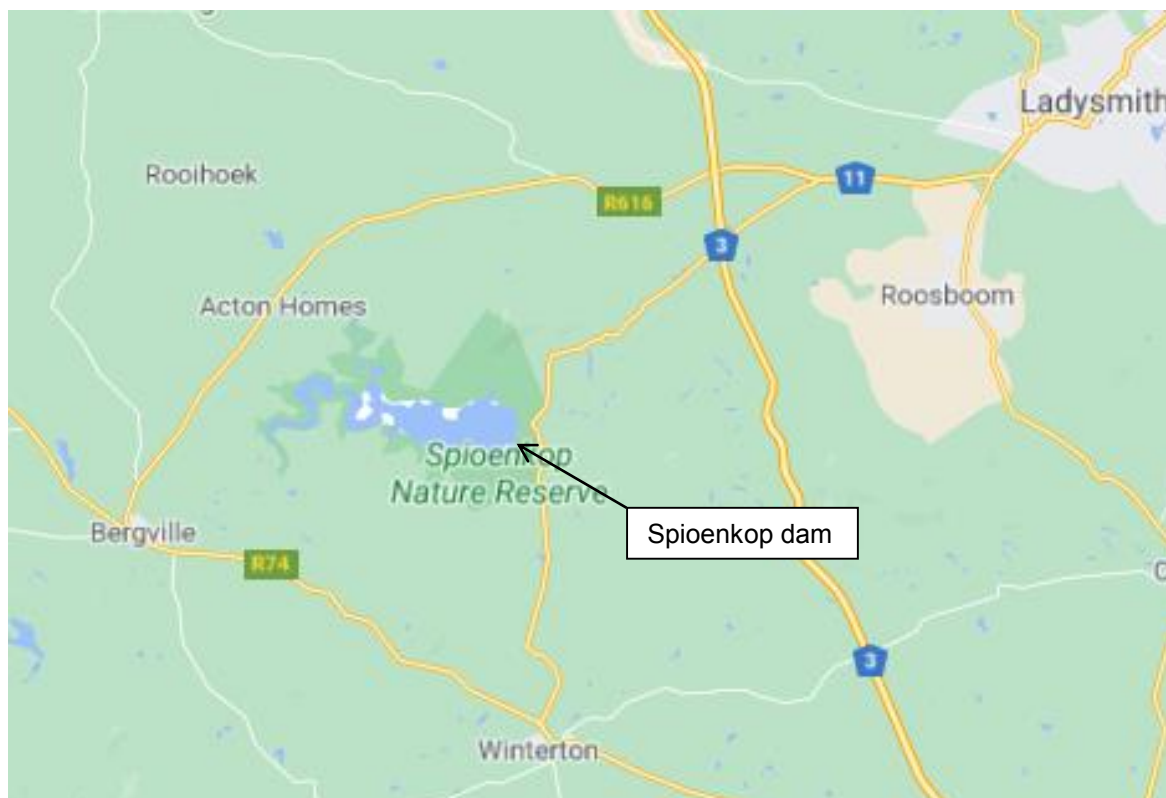 Ladysmith
Rooihoek
11
R616
3
Roosboom
Acton Homes
Spioenkop
Nature Reserve
Spioenkop dam
Bergville
R74
3
Winterton